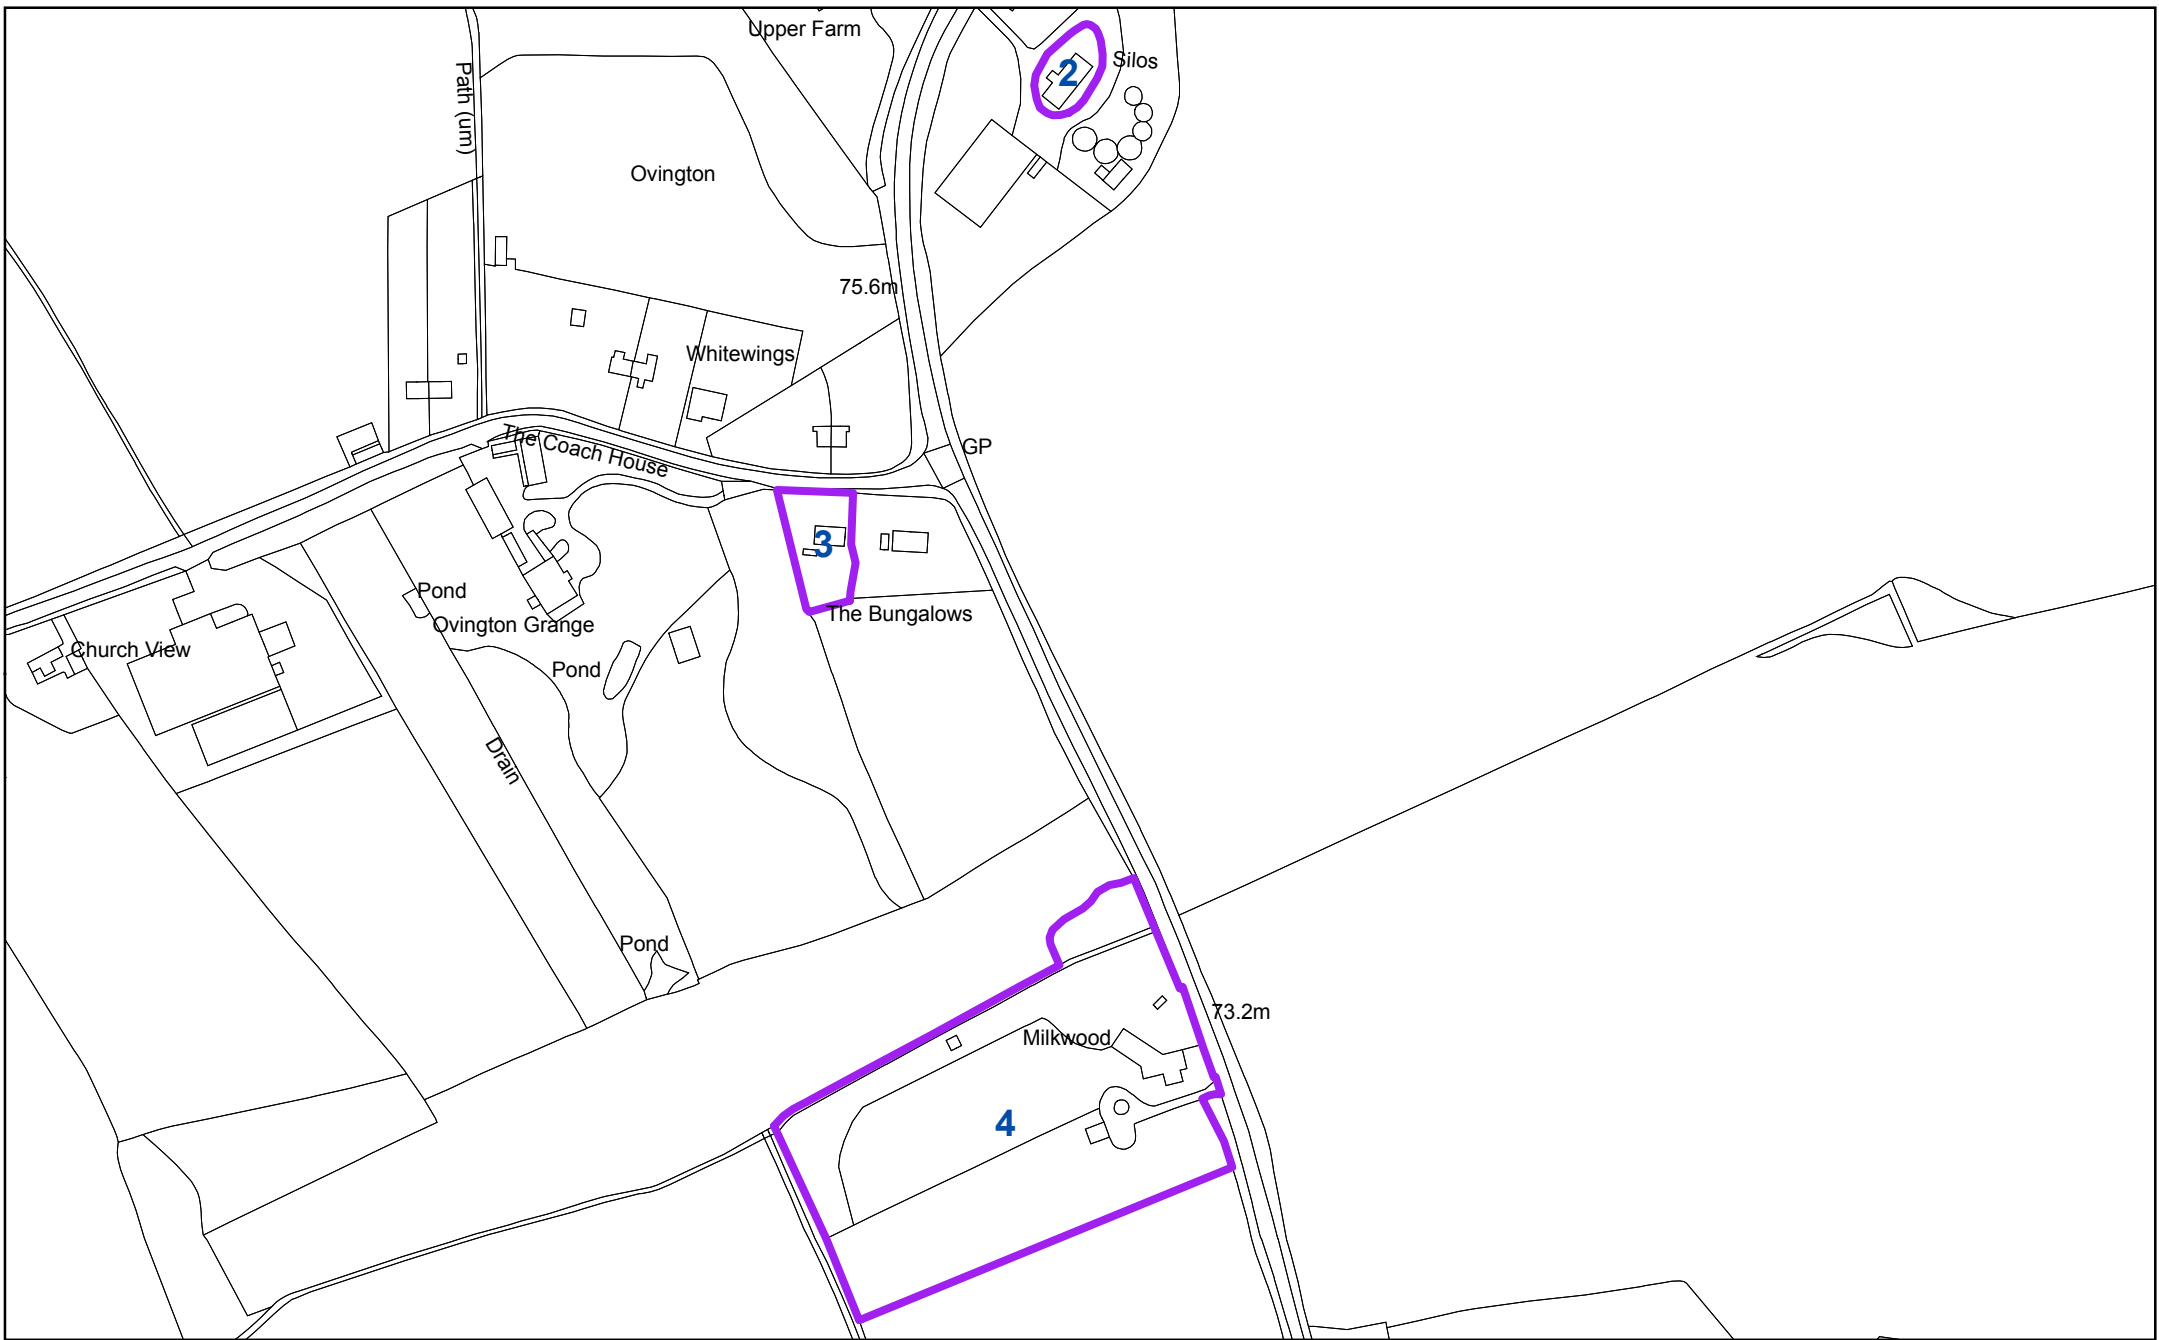 Upper Farm
Silos
2
Path (um)
Ovington
75.6m
Whitewings
The Coach House
GP
3
Pond
The Bungalows
Ovington Grange
Church View
Pond
Drain
Pond
73.2m
Milkwood
4